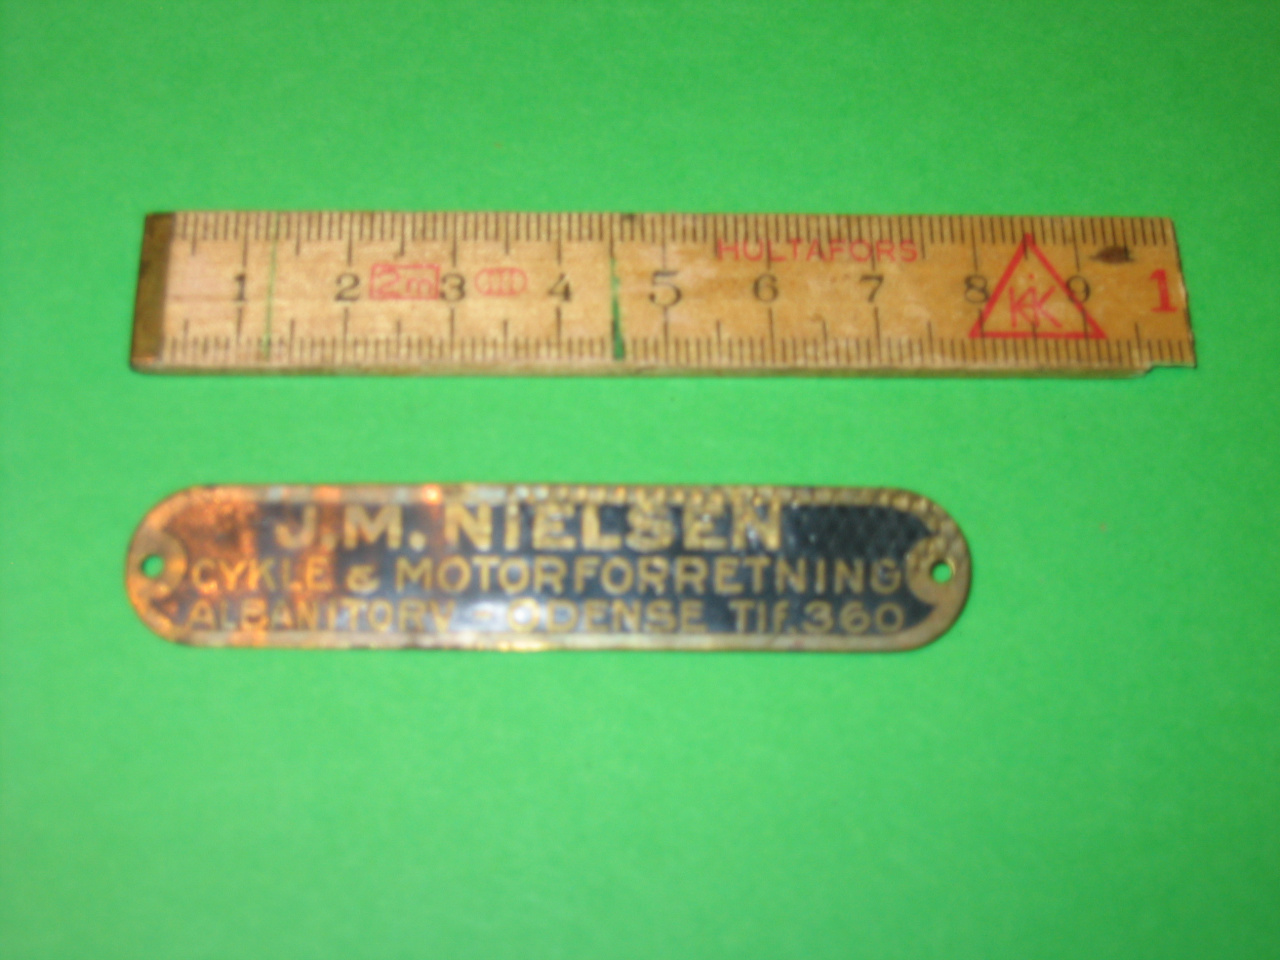 HULTAFORS
1 2 2m 3 4 5 6 7 8 9 1
J.M. NiELSEN
CYKLE & MOTORFORRETNING
ALBANITORV - ODENSE Tlf. 360